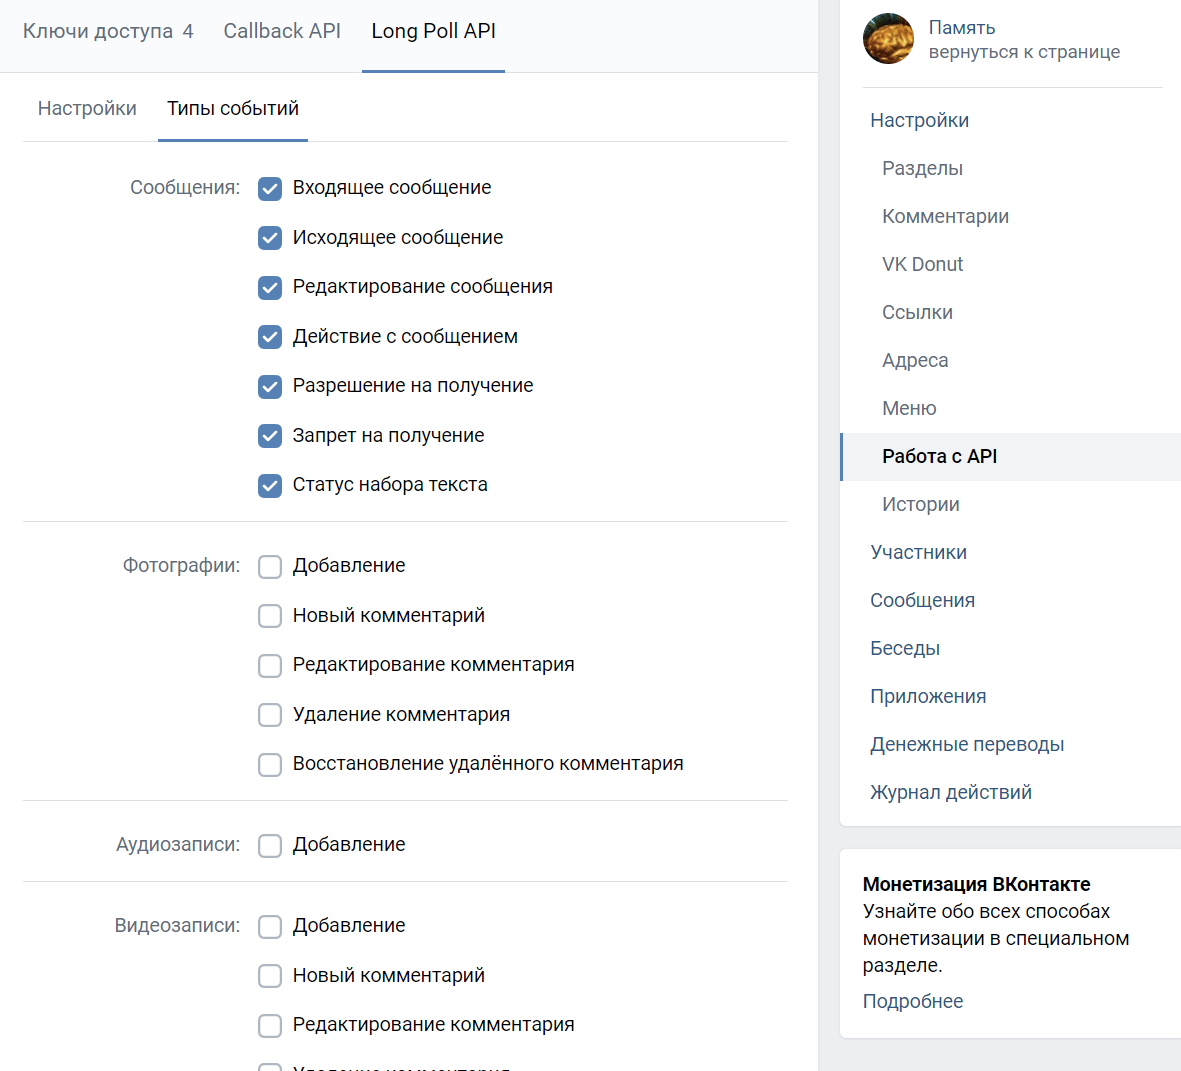 Ключи доступа 4 Callback API Long Poll API
Настройки Типы событий
Сообщения: Входящее сообщение
Исходящее сообщение
Редактирование сообщения
Действие с сообщением
Разрешение на получение
Запрет на получение
Статус набора текста
Фотографии: Добавление
Новый комментарий
Редактирование комментария
Удаление комментария
Восстановление удалённого комментария
Аудиозаписи: Добавление
Видеозаписи: Добавление
Новый комментарий
Редактирование комментария
Удаление комментария
Память
вернуться к странице
Настройки
Разделы
Комментарии
VK Donut
Ссылки
Адреса
Меню
Работа с API
Истории
Участники
Сообщения
Беседы
Приложения
Денежные переводы
Журнал действий
Монетизация ВКонтакте
Узнайте обо всех способах
монетизации в специальном
разделе.
Подробнее